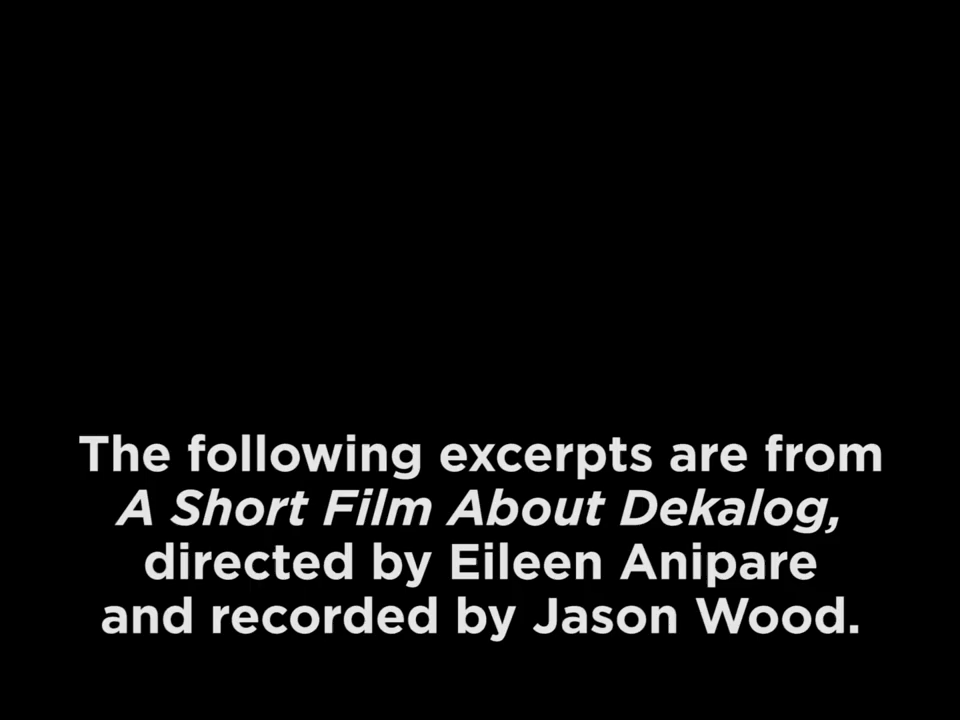 The following excerpts are from
A Short Film About Dekalog,
directed by Eileen Anipare
and recorded by Jason Wood.